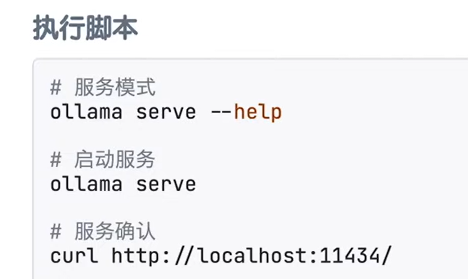 执行脚本
# 服务模式
ollama serve --help
# 启动服务
ollama serve
# 服务确认
curl http://localhost:11434/